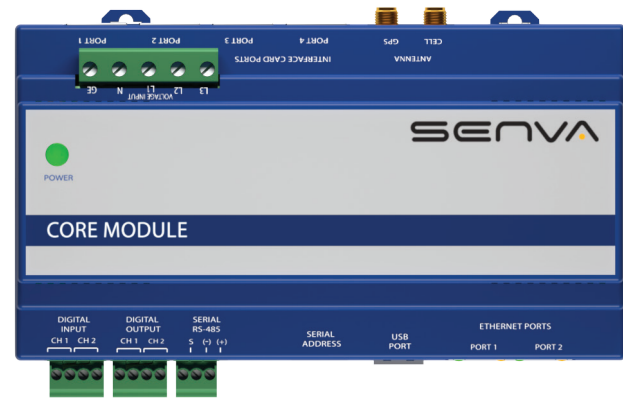 PORT 1 PORT 2 PORT 3 PORT 4 GPS CELL
INTERFACE CARD PORTS ANTENNA
GE N L1 L2 L3
VOLTAGE INPUT
SENVA
POWER
CORE MODULE
DIGITAL INPUT
CH 1 CH 2
DIGITAL OUTPUT
CH 1 CH 2
SERIAL RS-485
S (-) (+)
SERIAL ADDRESS
USB PORT
ETHERNET PORTS
PORT 1 PORT 2